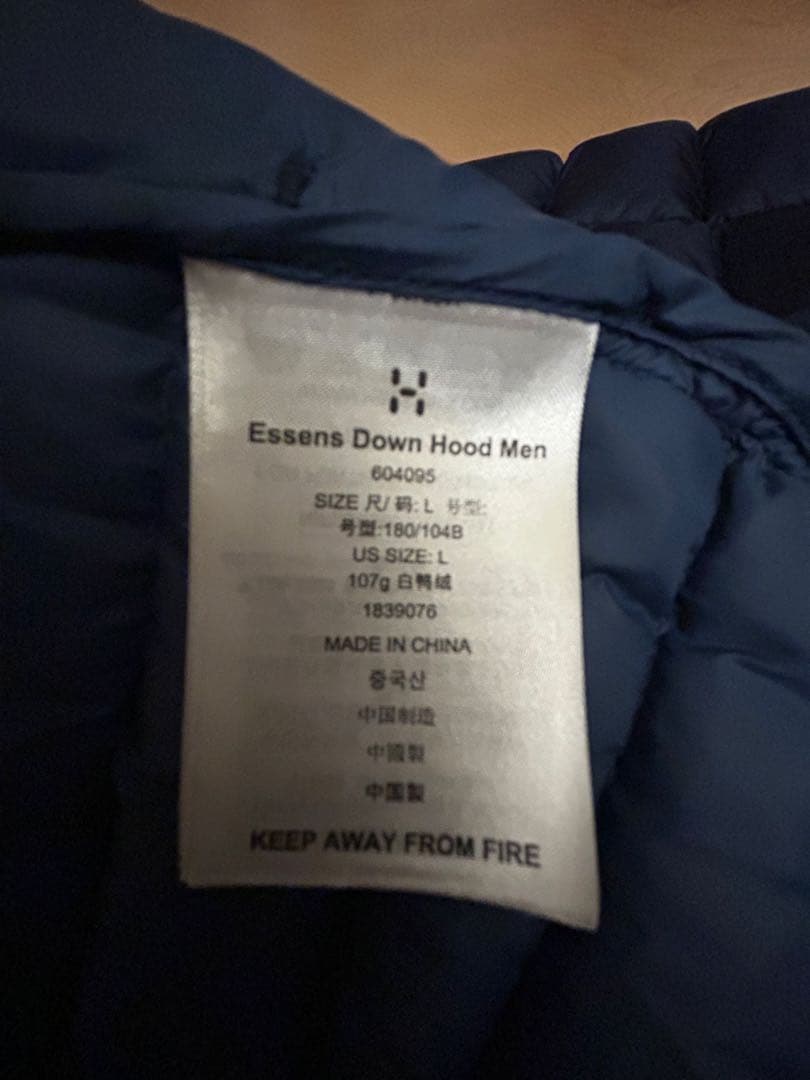 Essens Down Hood Men
604095
SIZE 尺/ 码: L 号型:
号型:180/104B
US SIZE: L
107g 白鸭绒
1839076
MADE IN CHINA
중국산
中国制造
中國製
中国製
KEEP AWAY FROM FIRE